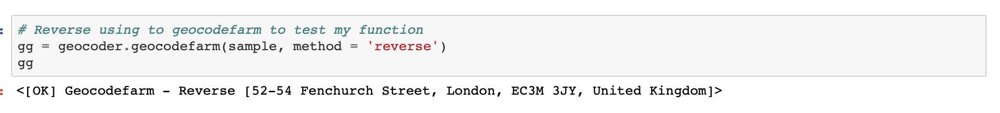 :
# Reverse using to geocodefarm to test my function
gg = geocoder.geocodefarm(sample, method = 'reverse')
gg
: <[OK] Geocodefarm - Reverse [52-54 Fenchurch Street, London, EC3M 3JY, United Kingdom]>